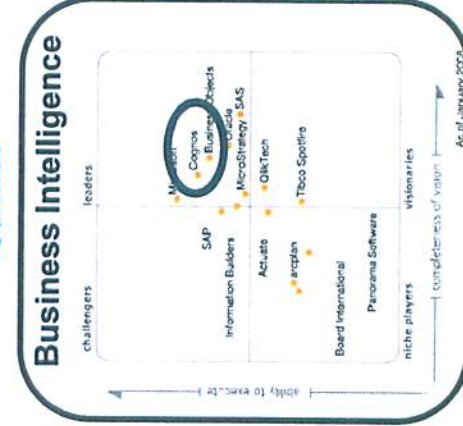 Business Intelligence
challengers
leaders
Cognos
Business Objects
Oracle
SAP
MicroStrategy
SAS
Information Builders
QlikTech
Actuate
Tibco Spotfire
arcplan
Board International
Panorama Software
niche players
visionaries
ability to execute
completeness of vision
As of January 2008